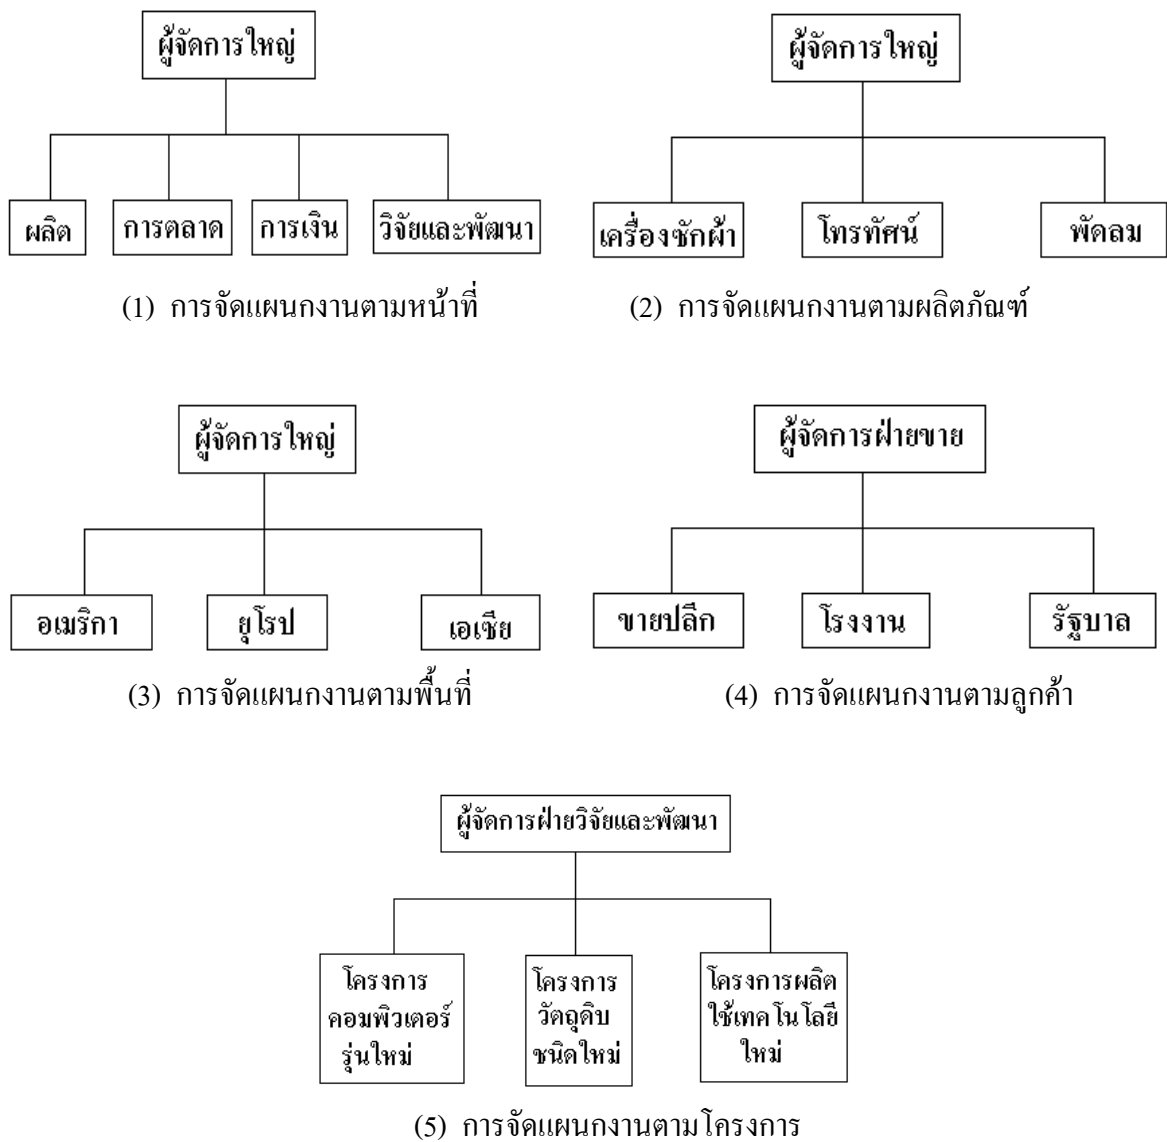 ผู้จัดการใหญ่
ผลิต
การตลาด
การเงิน
วิจัยและพัฒนา
(1) การจัดแผนกงานตามหน้าที่
ผู้จัดการใหญ่
เครื่องซักผ้า
โทรทัศน์
พัดลม
(2) การจัดแผนกงานตามผลิตภัณฑ์
ผู้จัดการใหญ่
อเมริกา
ยุโรป
เอเซีย
(3) การจัดแผนกงานตามพื้นที่
ผู้จัดการฝ่ายขาย
ขายปลีก
โรงงาน
รัฐบาล
(4) การจัดแผนกงานตามลูกค้า
ผู้จัดการฝ่ายวิจัยและพัฒนา
โครงการ
คอมพิวเตอร์
รุ่นใหม่
โครงการ
วัตถุดิบ
ชนิดใหม่
โครงการผลิต
ใช้เทคโนโลยี
ใหม่
(5) การจัดแผนกงานตามโครงการ